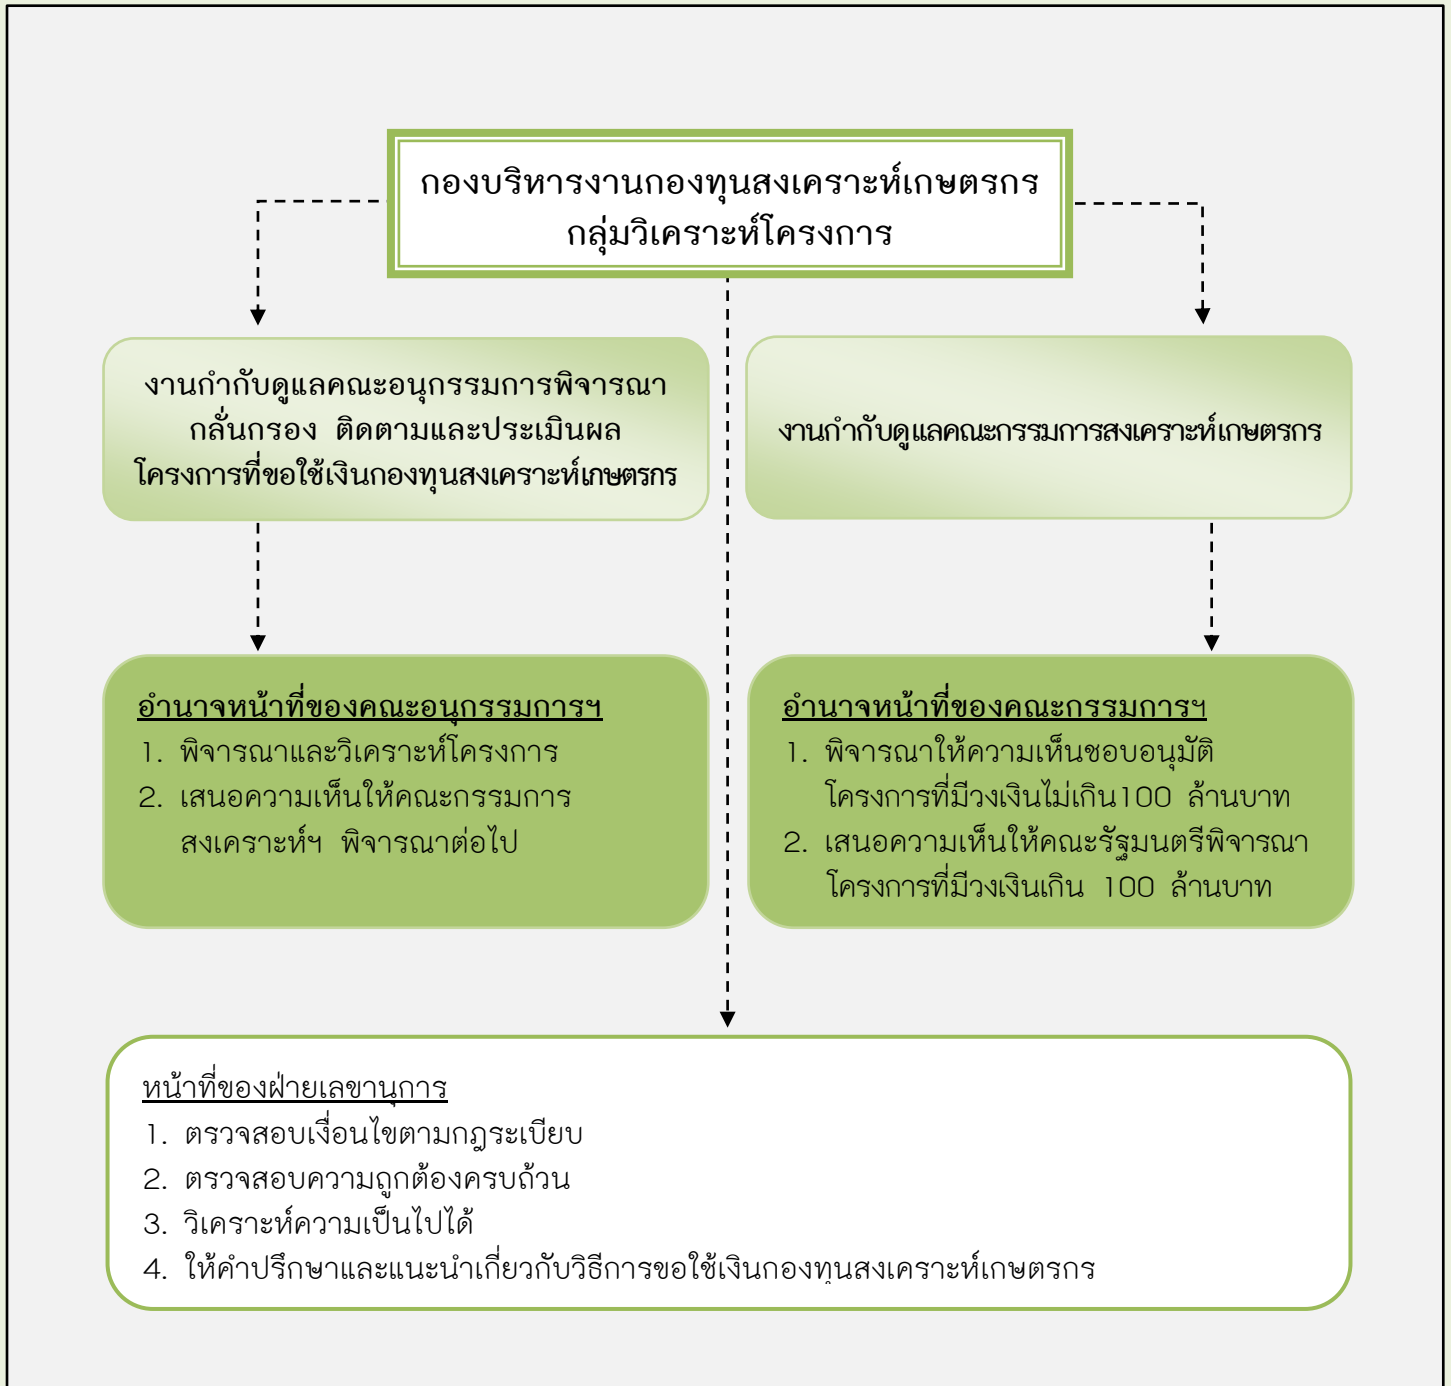 กองบริหารงานกองทุนสงเคราะห์เกษตรกร
กลุ่มวิเคราะห์โครงการ
งานกำกับดูแลคณะอนุกรรมการพิจารณา
กลั่นกรอง ติดตามและประเมินผล
โครงการที่ขอใช้เงินกองทุนสงเคราะห์เกษตรกร
งานกำกับดูแลคณะกรรมการสงเคราะห์เกษตรกร
อำนาจหน้าที่ของคณะอนุกรรมการฯ
1. พิจารณาและวิเคราะห์โครงการ
2. เสนอความเห็นให้คณะกรรมการ
สงเคราะห์ฯ พิจารณาต่อไป
อำนาจหน้าที่ของคณะกรรมการฯ
1. พิจารณาให้ความเห็นชอบอนุมัติ
โครงการที่มีวงเงินไม่เกิน100 ล้านบาท
2. เสนอความเห็นให้คณะรัฐมนตรีพิจารณา
โครงการที่มีวงเงินเกิน 100 ล้านบาท
หน้าที่ของฝ่ายเลขานุการ
1. ตรวจสอบเงื่อนไขตามกฎระเบียบ
2. ตรวจสอบความถูกต้องครบถ้วน
3. วิเคราะห์ความเป็นไปได้
4. ให้คำปรึกษาและแนะนำเกี่ยวกับวิธีการขอใช้เงินกองทุนสงเคราะห์เกษตรกร